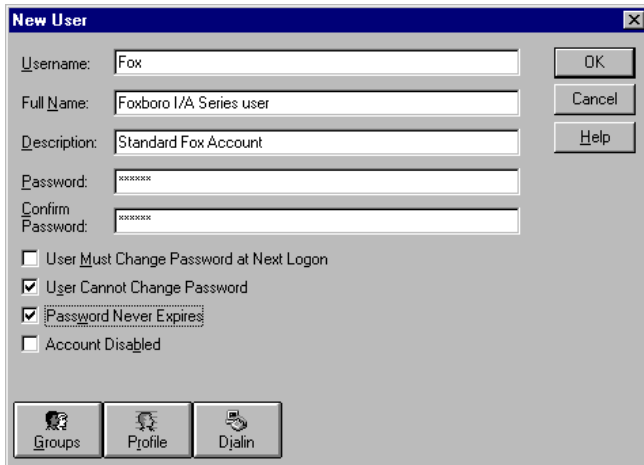 New User
Username: Fox
OK
Full Name: Foxboro I/A Series user
Cancel
Description: Standard Fox Account
Help
Password: ******
Confirm
Password: ******
User Must Change Password at Next Logon
User Cannot Change Password
Password Never Expires
Account Disabled
Groups Profile Dialin